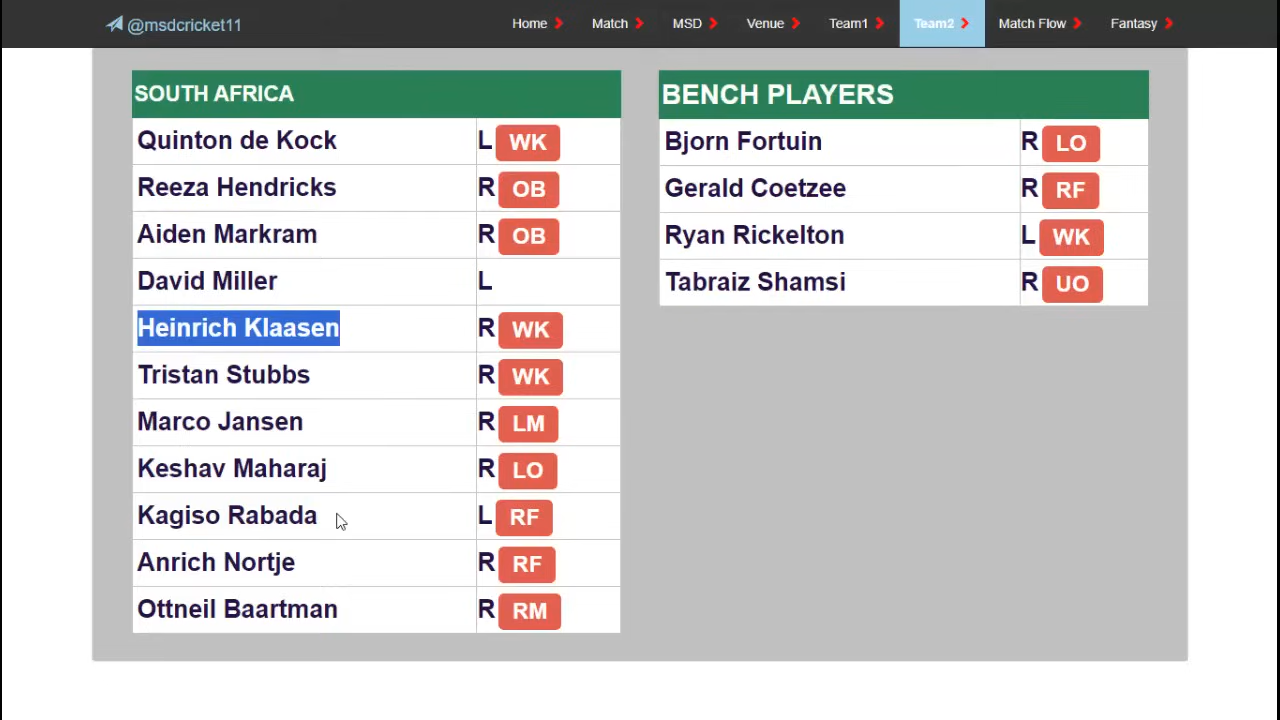 @msdcricket11 Home Match MSD Venue Team1 Team2 Match Flow Fantasy
SOUTH AFRICA
Quinton de Kock L WK
Reeza Hendricks R OB
Aiden Markram R OB
David Miller L
Heinrich Klaasen R WK
Tristan Stubbs R WK
Marco Jansen R LM
Keshav Maharaj R LO
Kagiso Rabada L RF
Anrich Nortje R RF
Ottneil Baartman R RM
BENCH PLAYERS
Bjorn Fortuin R LO
Gerald Coetzee R RF
Ryan Rickelton L WK
Tabraiz Shamsi R UO